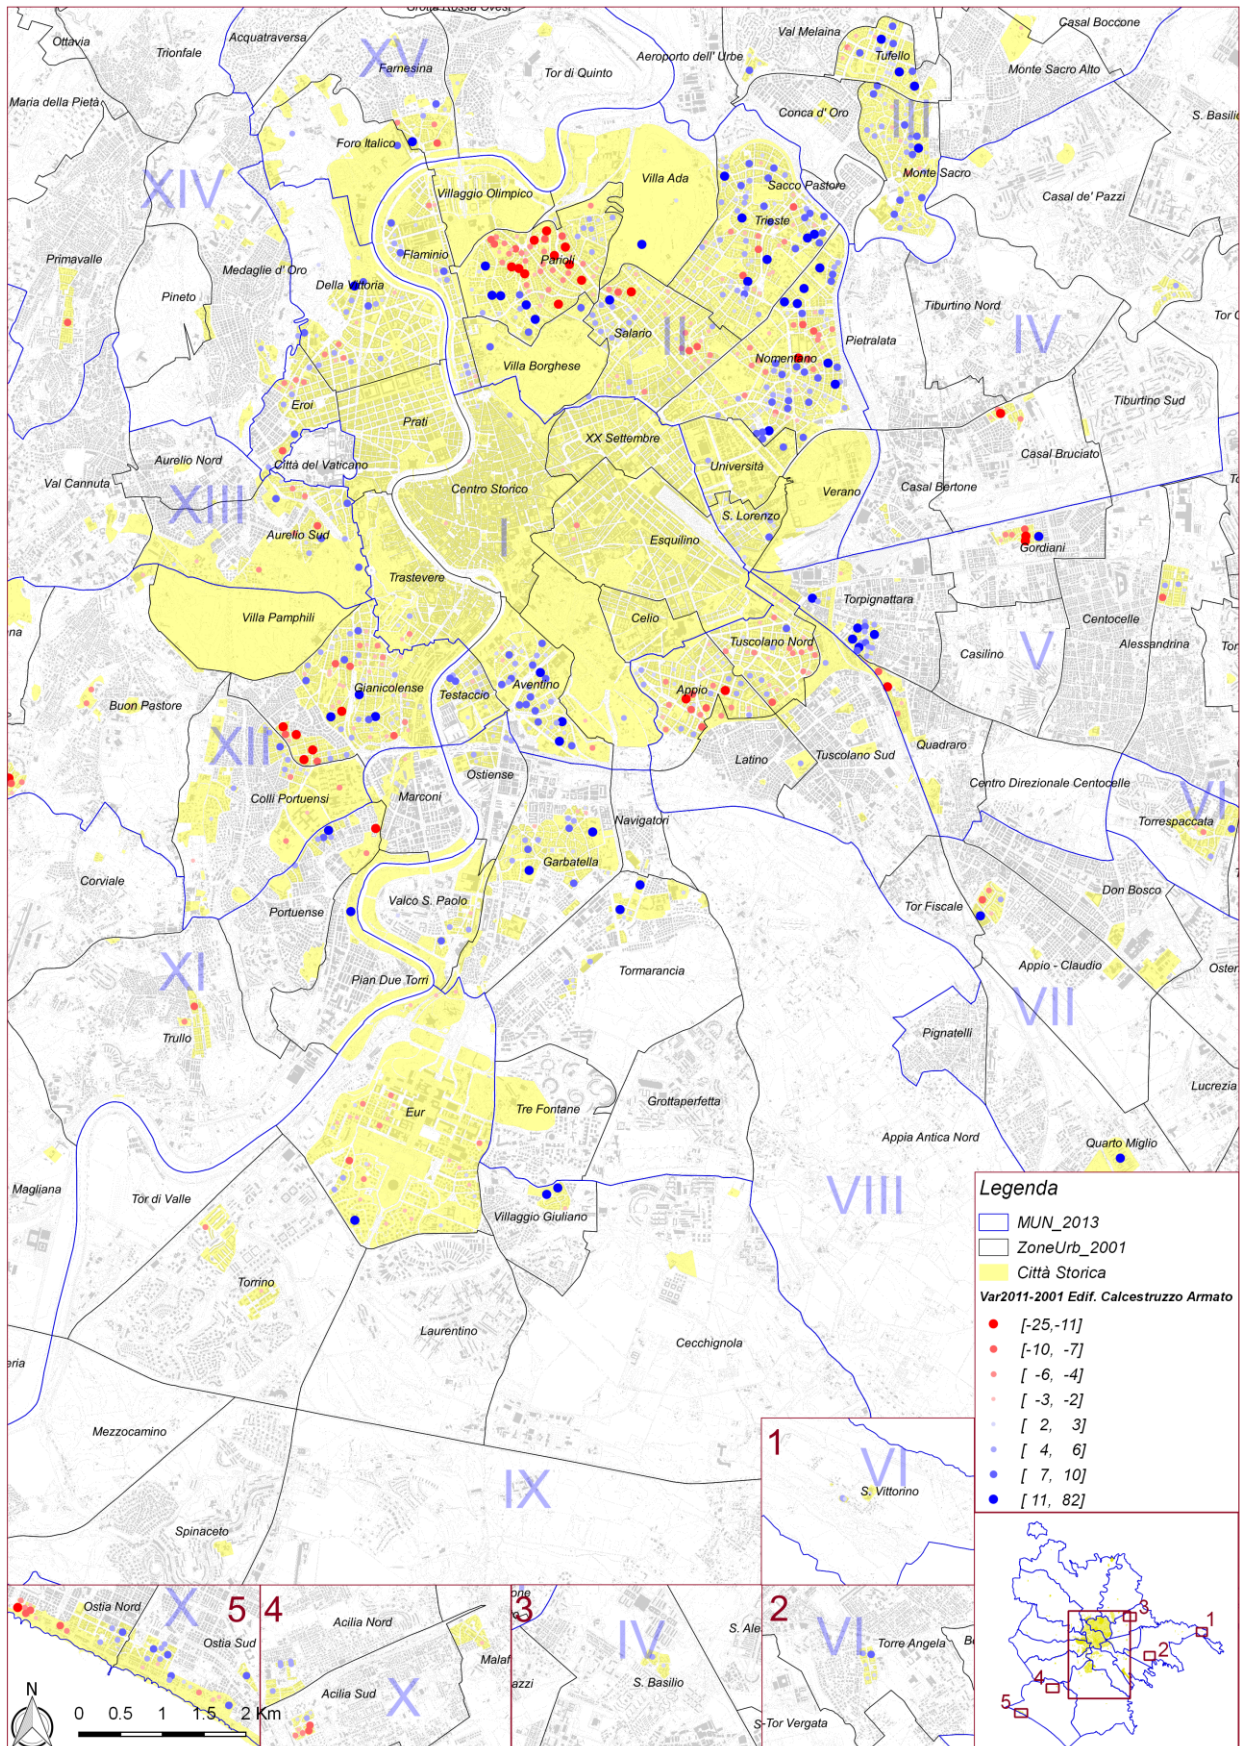 Grotta Rossa Ovest
Ottavia
Trionfale
Acquatraversa
XV
Farnesina
Tor di Quinto
Aeroporto dell' Urbe
Val Melaina
Tufello
Casal Boccone
Monte Sacro Alto
Maria della Pietà
Conca d' Oro
III
S. Basilio
Foro Italico
XIV
Villaggio Olimpico
Villa Ada
Sacco Pastore
Monte Sacro
Casal de' Pazzi
Trieste
Primavalle
Medaglie d' Oro
Flaminio
Parioli
Pineto
Della Vittoria
Tiburtino Nord
IV
Salario
II
Pietralata
Villa Borghese
Nomentano
Eroi
Prati
Tiburtino Sud
XX Settembre
Aurelio Nord
Città del Vaticano
Università
Casal Bruciato
Val Cannuta
XIII
Centro Storico
Verano
Casal Bertone
S. Lorenzo
Aurelio Sud
I
Esquilino
Gordiani
Trastevere
Torpignattara
Villa Pamphili
Celio
Centocelle
Tuscolano Nord
Alessandrina
Casilino
V
Gianicolense
Testaccio
Aventino
Appio
Buon Pastore
XII
Latino
Tuscolano Sud
Quadraro
Ostiense
Centro Direzionale Centocelle
Colli Portuensi
Marconi
VI
Navigatori
Torrespaccata
Garbatella
Corviale
Don Bosco
Portuense
Valco S. Paolo
Tor Fiscale
XI
Pian Due Torri
Tormarancia
Appio - Claudio
VII
Trullo
Pignatelli
Lucrezia
Eur
Tre Fontane
Grottaperfetta
Appia Antica Nord
Quarto Miglio
Magliana
Tor di Valle
VIII
Villaggio Giuliano
Torrino
Laurentino
Cecchignola
Mezzocamino
IX
Spinaceto
Legenda
MUN_2013
ZoneUrb_2001
Città Storica
Var2011-2001 Edif. Calcestruzzo Armato
[-25,-11]
[-10, -7]
[ -6, -4]
[ -3, -2]
[ 2, 3]
[ 4, 6]
[ 7, 10]
[ 11, 82]
1
VI
S. Vittorino
5
Ostia Nord
X
Ostia Sud
N
0 0.5 1 1.5 2 Km
4
Acilia Nord
Acilia Sud
X
Malaf
3
IV
S. Basilio
azzi
S. Ale
2
VI
Torre Angela
S-Tor Vergata
3
1
2
4
5